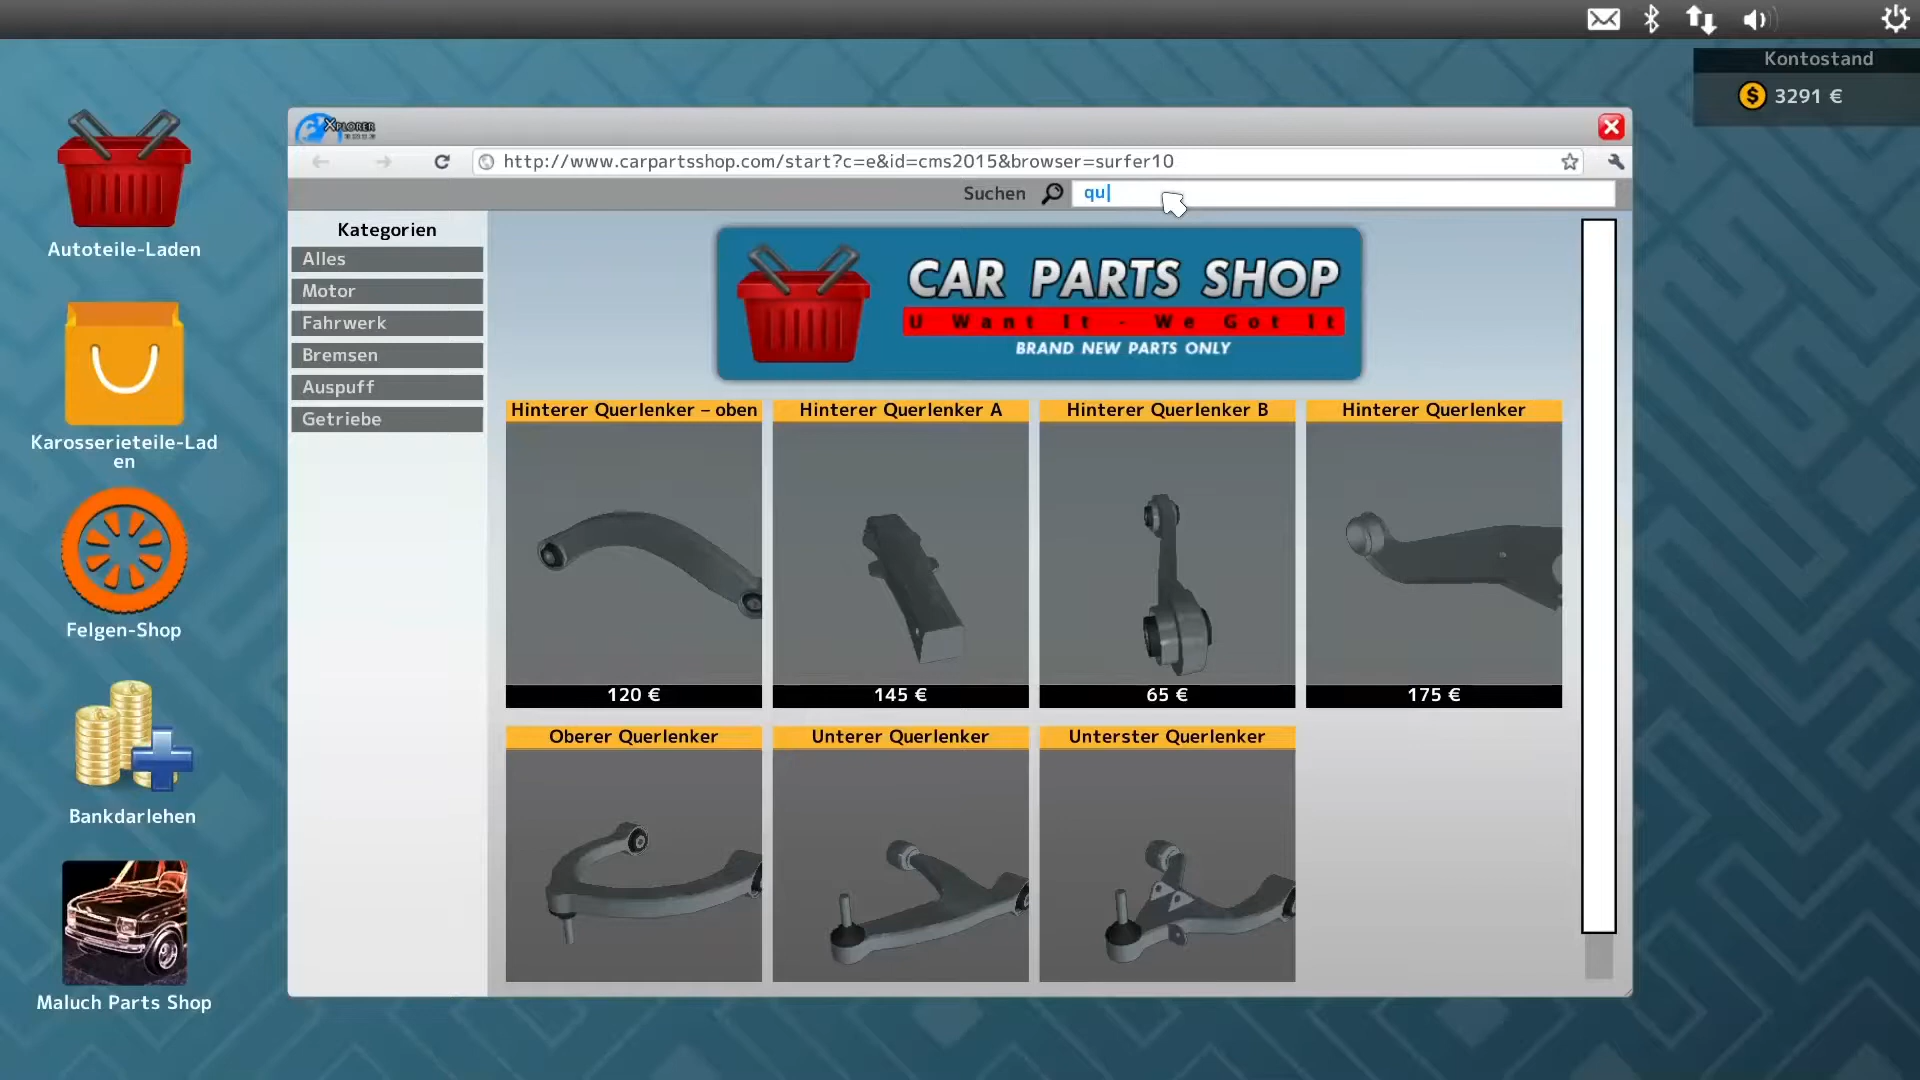 Kontostand
3291 €
XPLORER
http://www.carpartsshop.com/start?c=e&id=cms2015&browser=surfer10
Suchen
qu
Autoteile-Laden
Karosserieteile-Lad
en
Felgen-Shop
Bankdarlehen
Maluch Parts Shop
Kategorien
Alles
Motor
Fahrwerk
Bremsen
Auspuff
Getriebe
CAR PARTS SHOP
U Want It - We Got It
BRAND NEW PARTS ONLY
Hinterer Querlenker – oben
120 €
Hinterer Querlenker A
145 €
Hinterer Querlenker B
65 €
Hinterer Querlenker
175 €
Oberer Querlenker
Unterer Querlenker
Unterster Querlenker